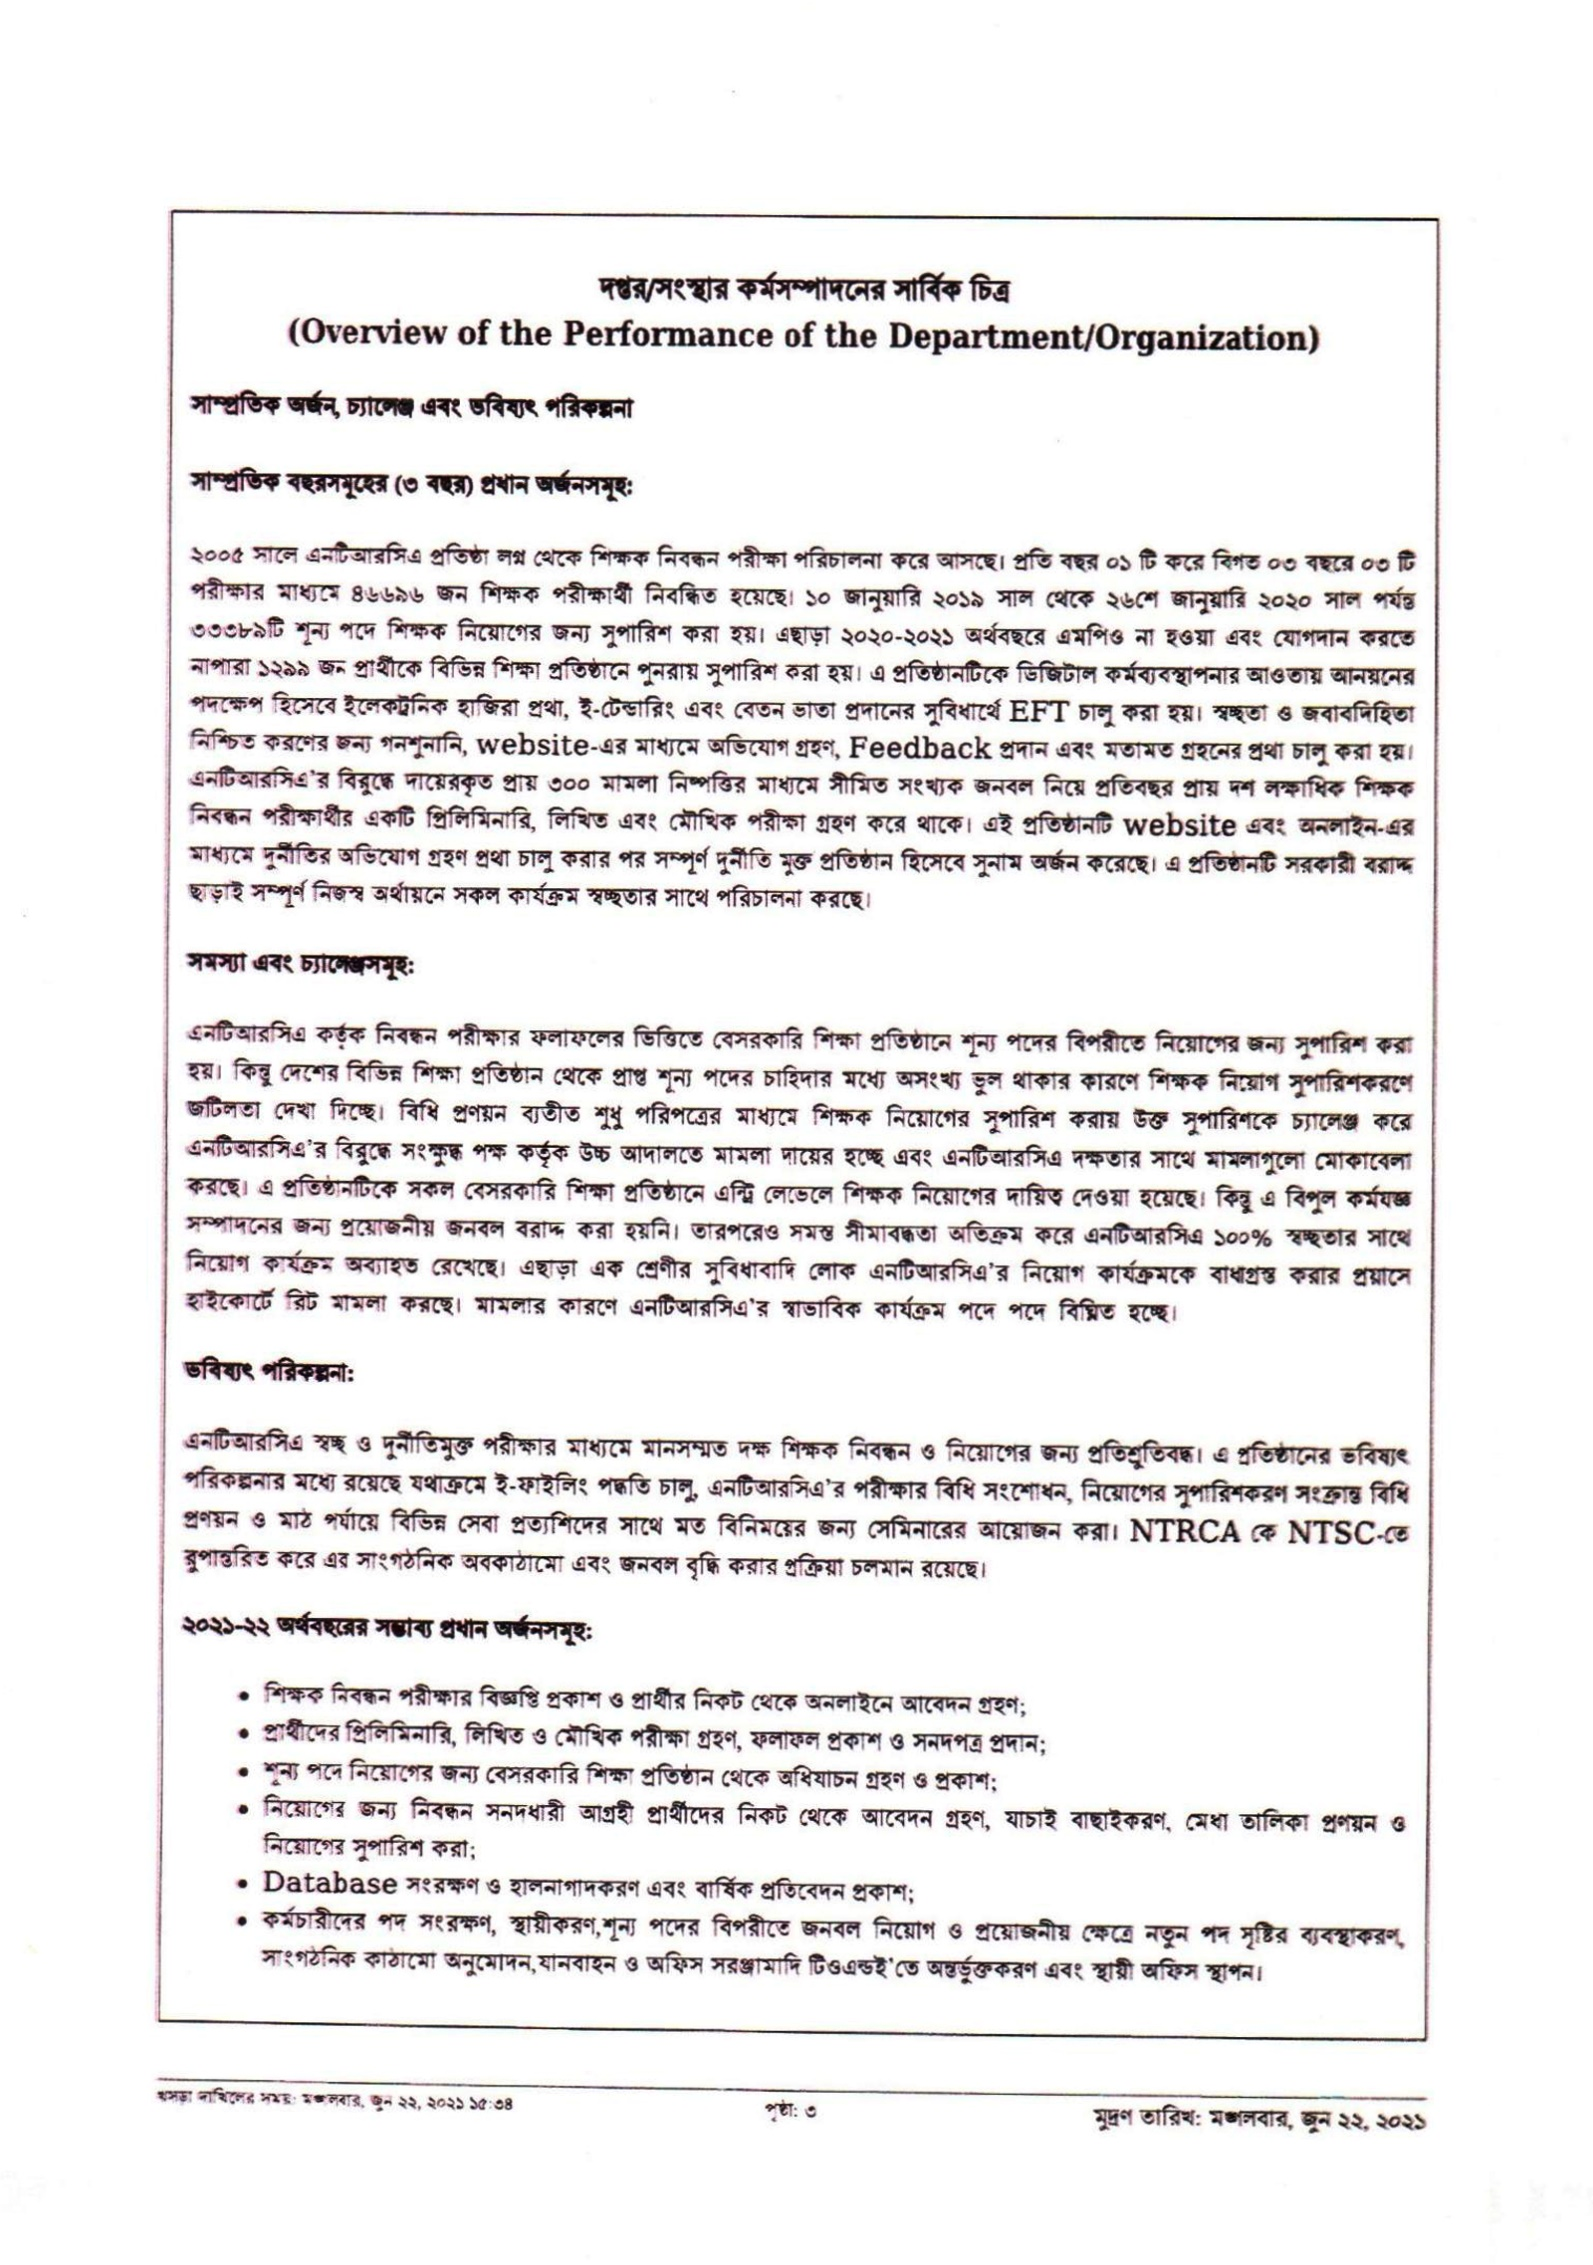 দপ্তর/সংস্থার কর্মসম্পাদনের সার্বিক চিত্র
(Overview of the Performance of the Department/Organization)
সাম্প্রতিক অর্জন, চ্যালেঞ্জ এবং ভবিষ্যৎ পরিকল্পনা
সাম্প্রতিক বছরসমূহের (৩ বছর) প্রধান অর্জনসমূহ:
২০০৫ সালে এনটিআরসিএ প্রতিষ্ঠা লগ্ন থেকে শিক্ষক নিবন্ধন পরীক্ষা পরিচালনা করে আসছে। প্রতি বছর ০১ টি করে বিগত ০৩ বছরে ০৩ টি
পরীক্ষার মাধ্যমে ৪৬৬৯৬ জন শিক্ষক পরীক্ষার্থী নিবন্ধিত হয়েছে। ১০ জানুয়ারি ২০১৯ সাল থেকে ২৬শে জানুয়ারি ২০২০ সাল পর্যন্ত
৩৩৩৮৯টি শূন্য পদে শিক্ষক নিয়োগের জন্য সুপারিশ করা হয়। এছাড়া ২০২০-২০২১ অর্থবছরে এমপিও না হওয়া এবং যোগদান করতে
নাপারা ১২৯৯ জন প্রার্থীকে বিভিন্ন শিক্ষা প্রতিষ্ঠানে পুনরায় সুপারিশ করা হয়। এ প্রতিষ্ঠানটিকে ডিজিটাল কর্মব্যবস্থাপনার আওতায় আনয়নের
পদক্ষেপ হিসেবে ইলেকট্রনিক হাজিরা প্রথা, ই-টেন্ডারিং এবং বেতন ভাতা প্রদানের সুবিধার্থে EFT চালু করা হয়। স্বচ্ছতা ও জবাবদিহিতা
নিশ্চিত করণের জন্য গনশুনানি, website-এর মাধ্যমে অভিযোগ গ্রহণ, Feedback প্রদান এবং মতামত গ্রহনের প্রথা চালু করা হয়।
এনটিআরসিএ'র বিরুদ্ধে দায়েরকৃত প্রায় ৩০০ মামলা নিষ্পত্তির মাধ্যমে সীমিত সংখ্যক জনবল নিয়ে প্রতিবছর প্রায় দশ লক্ষাধিক শিক্ষক
নিবন্ধন পরীক্ষার্থীর একটি প্রিলিমিনারি, লিখিত এবং মৌখিক পরীক্ষা গ্রহণ করে থাকে। এই প্রতিষ্ঠানটি website এবং অনলাইন-এর
মাধ্যমে দুর্নীতির অভিযোগ গ্রহণ প্রথা চালু করার পর সম্পূর্ণ দুর্নীতি মুক্ত প্রতিষ্ঠান হিসেবে সুনাম অর্জন করেছে। এ প্রতিষ্ঠানটি সরকারী বরাদ্দ
ছাড়াই সম্পূর্ণ নিজস্ব অর্থায়নে সকল কার্যক্রম স্বচ্ছতার সাথে পরিচালনা করছে।
সমস্যা এবং চ্যালেঞ্জসমূহ:
এনটিআরসিএ কর্তৃক নিবন্ধন পরীক্ষার ফলাফলের ভিত্তিতে বেসরকারি শিক্ষা প্রতিষ্ঠানে শূন্য পদের বিপরীতে নিয়োগের জন্য সুপারিশ করা
হয়। কিন্তু দেশের বিভিন্ন শিক্ষা প্রতিষ্ঠান থেকে প্রাপ্ত শূন্য পদের চাহিদার মধ্যে অসংখ্য ভুল থাকার কারণে শিক্ষক নিয়োগ সুপারিশকরণে
জটিলতা দেখা দিচ্ছে। বিধি প্রণয়ন ব্যতীত শুধু পরিপত্রের মাধ্যমে শিক্ষক নিয়োগের সুপারিশ করায় উক্ত সুপারিশকে চ্যালেঞ্জ করে
এনটিআরসিএ'র বিরুদ্ধে সংক্ষুব্ধ পক্ষ কর্তৃক উচ্চ আদালতে মামলা দায়ের হচ্ছে এবং এনটিআরসিএ দক্ষতার সাথে মামলাগুলো মোকাবেলা
করছে। এ প্রতিষ্ঠানটিকে সকল বেসরকারি শিক্ষা প্রতিষ্ঠানে এন্ট্রি লেভেলে শিক্ষক নিয়োগের দায়িত্ব দেওয়া হয়েছে। কিন্তু এ বিপুল কর্মযজ্ঞ
সম্পাদনের জন্য প্রয়োজনীয় জনবল বরাদ্দ করা হয়নি। তারপরেও সমস্ত সীমাবদ্ধতা অতিক্রম করে এনটিআরসিএ ১০০% স্বচ্ছতার সাথে
নিয়োগ কার্যক্রম অব্যাহত রেখেছে। এছাড়া এক শ্রেণীর সুবিধাবাদি লোক এনটিআরসিএ'র নিয়োগ কার্যক্রমকে বাধাগ্রস্ত করার প্রয়াসে
হাইকোর্টে রিট মামলা করছে। মামলার কারণে এনটিআরসিএ'র স্বাভাবিক কার্যক্রম পদে পদে বিঘ্নিত হচ্ছে।
ভবিষ্যৎ পরিকল্পনা:
এনটিআরসিএ স্বচ্ছ ও দুর্নীতিমুক্ত পরীক্ষার মাধ্যমে মানসম্মত দক্ষ শিক্ষক নিবন্ধন ও নিয়োগের জন্য প্রতিশ্রুতিবদ্ধ। এ প্রতিষ্ঠানের ভবিষ্যৎ
পরিকল্পনার মধ্যে রয়েছে যথাক্রমে ই-ফাইলিং পদ্ধতি চালু, এনটিআরসিএ'র পরীক্ষার বিধি সংশোধন, নিয়োগের সুপারিশকরণ সংক্রান্ত বিধি
প্রণয়ন ও মাঠ পর্যায়ে বিভিন্ন সেবা প্রত্যশিদের সাথে মত বিনিময়ের জন্য সেমিনারের আয়োজন করা। NTRCA কে NTSC-তে
রুপান্তরিত করে এর সাংগঠনিক অবকাঠামো এবং জনবল বৃদ্ধি করার প্রক্রিয়া চলমান রয়েছে।
২০২১-২২ অর্থবছরের সম্ভাব্য প্রধান অর্জনসমূহ:
• শিক্ষক নিবন্ধন পরীক্ষার বিজ্ঞপ্তি প্রকাশ ও প্রার্থীর নিকট থেকে অনলাইনে আবেদন গ্রহণ;
• প্রার্থীদের প্রিলিমিনারি, লিখিত ও মৌখিক পরীক্ষা গ্রহণ, ফলাফল প্রকাশ ও সনদপত্র প্রদান;
• শূন্য পদে নিয়োগের জন্য বেসরকারি শিক্ষা প্রতিষ্ঠান থেকে অধিযাচন গ্রহণ ও প্রকাশ;
• নিয়োগের জন্য নিবন্ধন সনদধারী আগ্রহী প্রার্থীদের নিকট থেকে আবেদন গ্রহণ, যাচাই বাছাইকরণ, মেধা তালিকা প্রণয়ন ও
নিয়োগের সুপারিশ করা;
• Database সংরক্ষণ ও হালনাগাদকরণ এবং বার্ষিক প্রতিবেদন প্রকাশ;
• কর্মচারীদের পদ সংরক্ষণ, স্থায়ীকরণ,শূন্য পদের বিপরীতে জনবল নিয়োগ ও প্রয়োজনীয় ক্ষেত্রে নতুন পদ সৃষ্টির ব্যবস্থাকরণ,
সাংগঠনিক কাঠামো অনুমোদন,যানবাহন ও অফিস সরঞ্জামাদি টিওএন্ডই'তে অন্তর্ভুক্তকরণ এবং স্থায়ী অফিস স্থাপন।
খসড়া দাখিলের সময়: মঙ্গলবার, জুন ২২, ২০২১ ১৫:৩৪
পৃষ্ঠা: ৩
মুদ্রণ তারিখ: মঙ্গলবার, জুন ২২, ২০২১